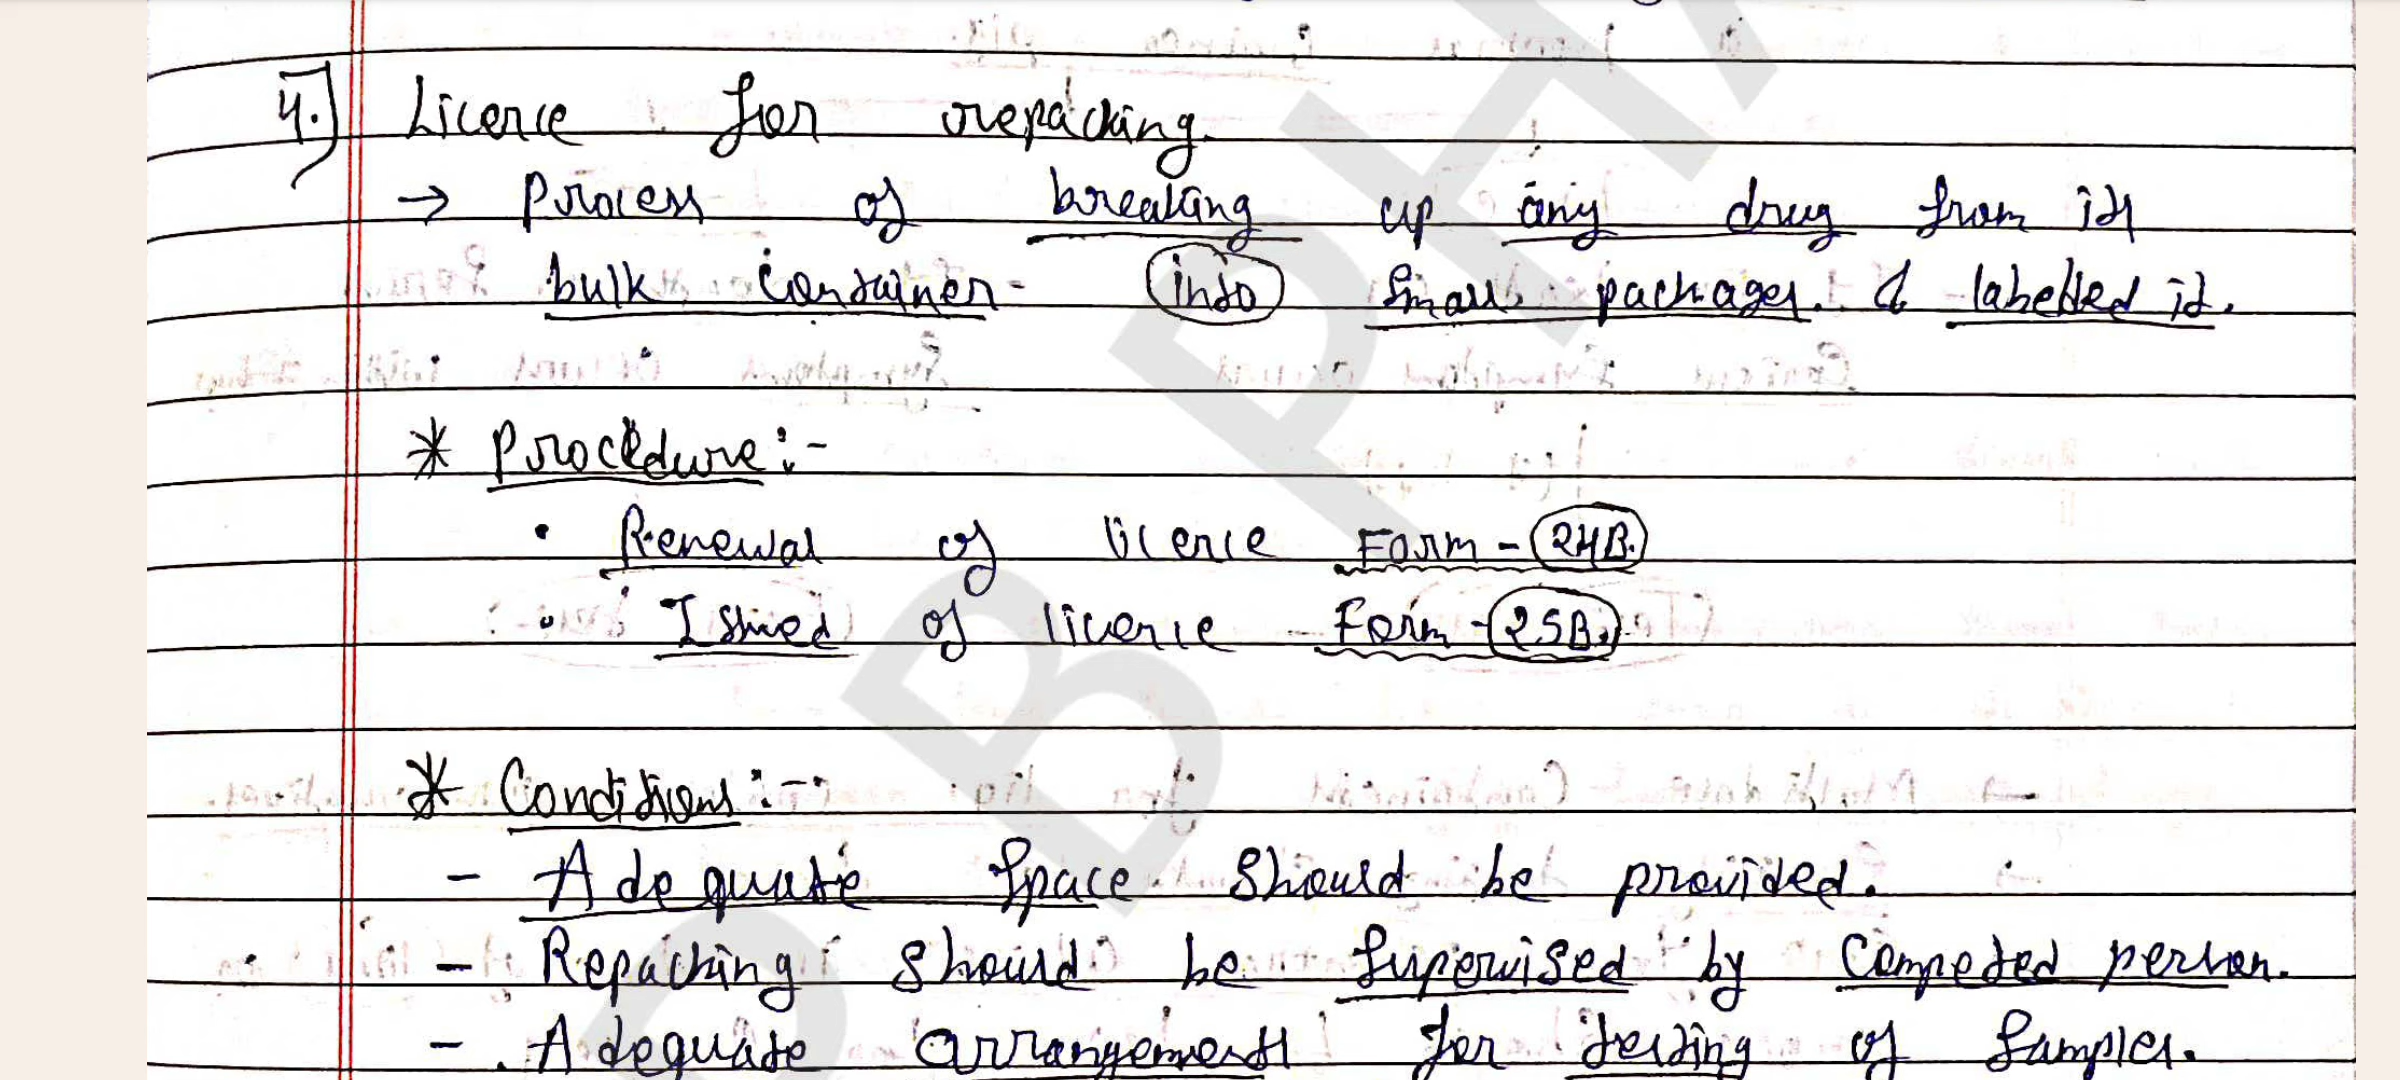 4.] Licence for repacking.
→ Process of breaking up any drug from its
bulk container into small packages. & labelled it.
* Procedure :-
• Renewal of licence Form - 24B.
• Issued of licence Form - 25B.
* Conditions :-
- Adequate space should be provided.
- Repacking should be supervised by competed person.
- Adequate arrangements for testing of samples.